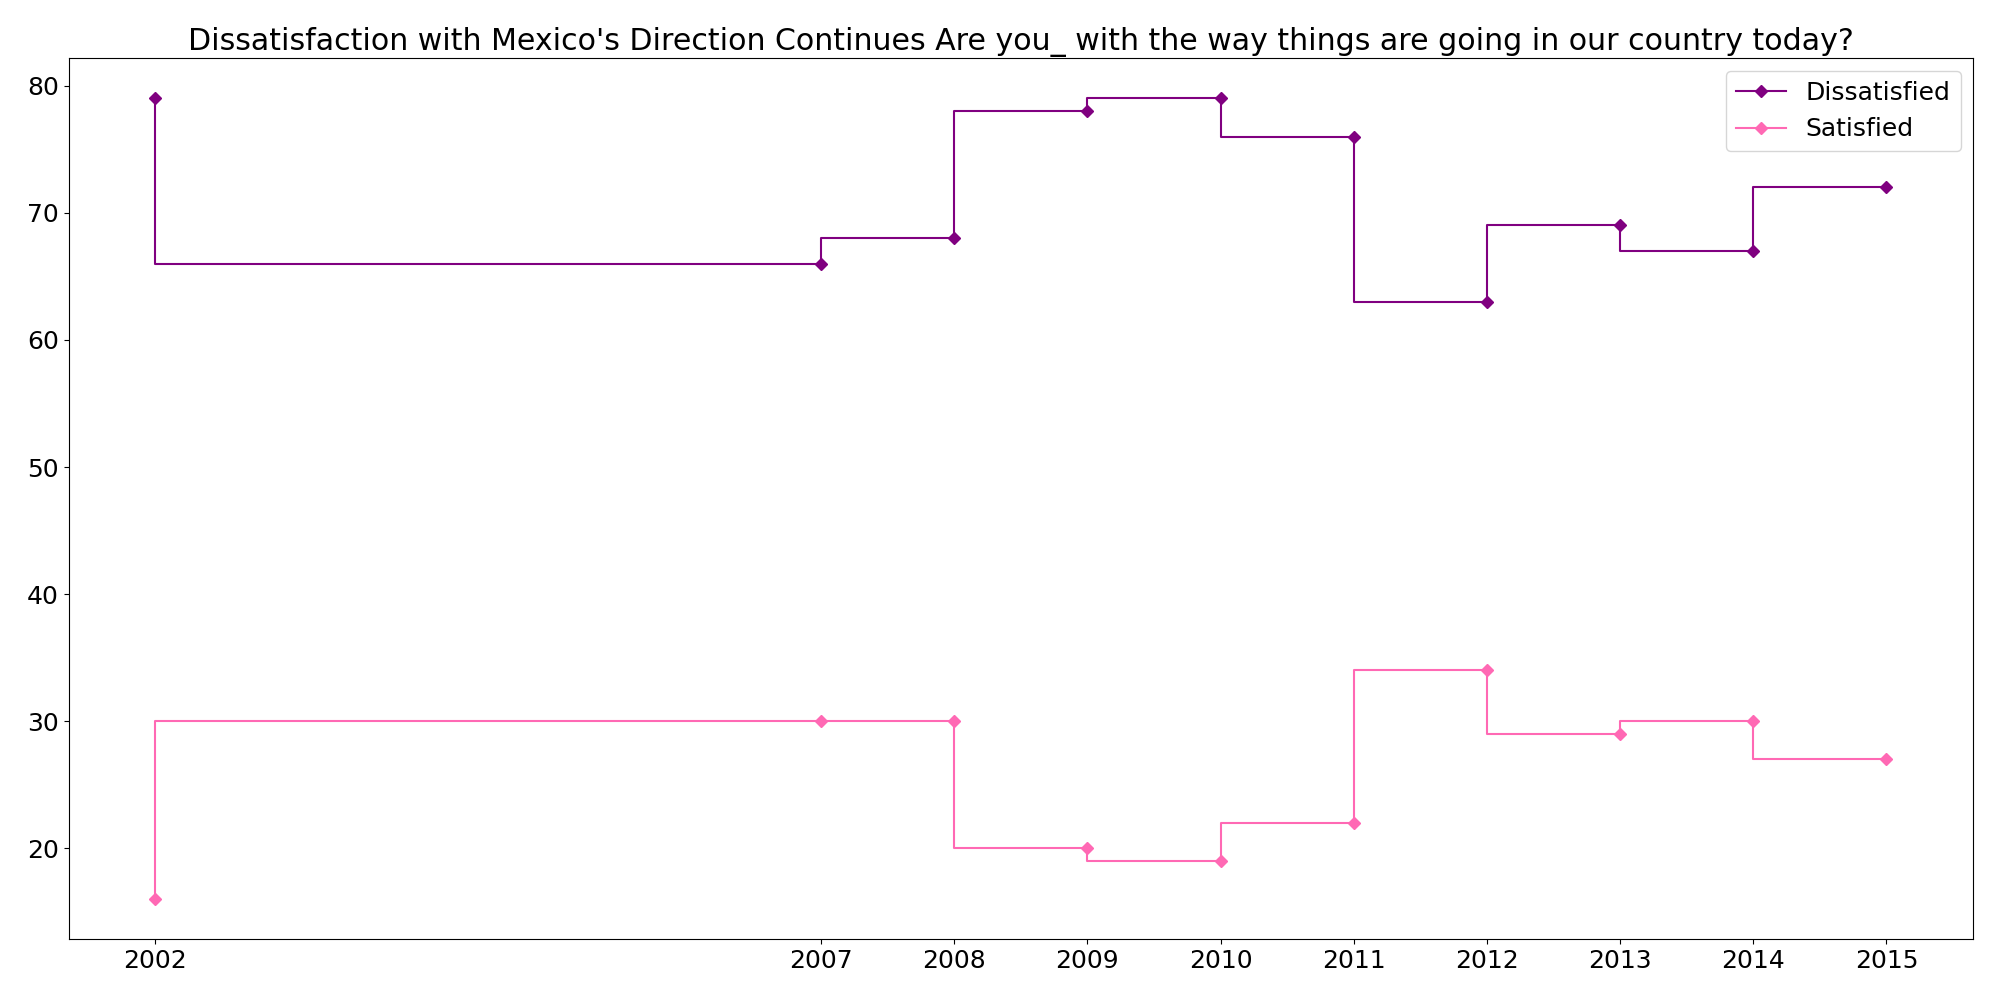 Dissatisfaction with Mexico's Direction Continues Are you_ with the way things are going in our country today?
Dissatisfied
Satisfied
80
70
60
50
40
30
20
2002 2007 2008 2009 2010 2011 2012 2013 2014 2015